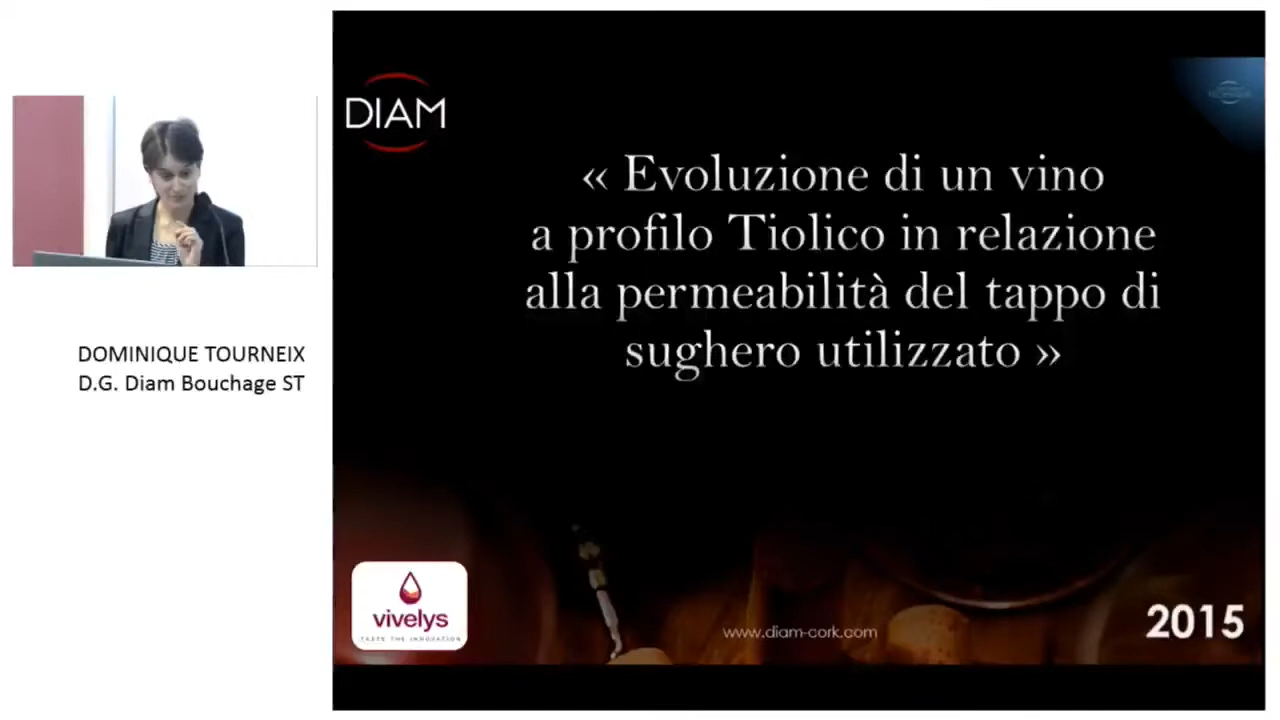 DIAM
« Evoluzione di un vino
a profilo Tiolico in relazione
alla permeabilità del tappo di
sughero utilizzato »
DOMINIQUE TOURNEIX
D.G. Diam Bouchage ST
vivelys
TASTE THE INNOVATION
www.diam-cork.com
2015